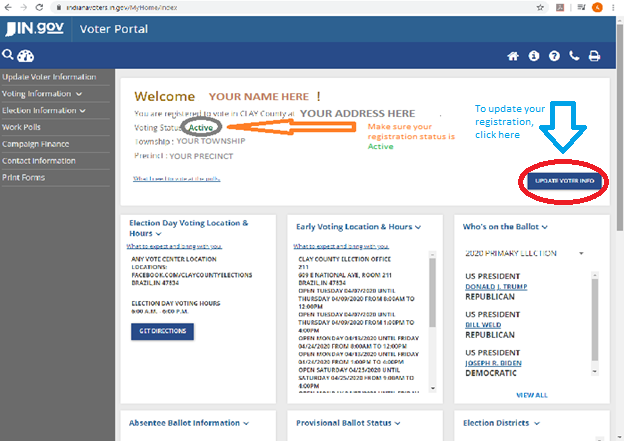 indianavoters.in.gov/MyHome/Index
IN.gov Voter Portal
Update Voter Information
Voting Information
Election Information
Work Polls
Campaign Finance
Contact Information
Print Forms
Welcome YOUR NAME HERE !
You are registered to vote in CLAY County at YOUR ADDRESS HERE .
Voting Status: Active
Township : YOUR TOWNSHIP
Precinct : YOUR PRECINCT
What I need to vote at the polls.
Make sure your
registration status is
Active
To update your
registration,
click here
UPDATE VOTER INFO
Election Day Voting Location &
Hours
What to expect and bring with you.
ANY VOTE CENTER LOCATION
LOCATIONS:
FACEBOOK.COM/CLAYCOUNTYELECTIONS
BRAZIL, IN 47834
ELECTION DAY VOTING HOURS
6:00 A.M. - 6:00 P.M.
GET DIRECTIONS
Early Voting Location & Hours
What to expect and bring with you.
CLAY COUNTY ELECTION OFFICE
211
609 E NATIONAL AVE, ROOM 211
BRAZIL, IN 47834
OPEN TUESDAY 04/07/2020 UNTIL
THURSDAY 04/09/2020 FROM 8:00AM TO
12:00PM
OPEN TUESDAY 04/07/2020 UNTIL
THURSDAY 04/09/2020 FROM 1:00PM TO
4:00PM
OPEN MONDAY 04/13/2020 UNTIL FRIDAY
04/24/2020 FROM 8:00AM TO 12:00PM
OPEN MONDAY 04/13/2020 UNTIL FRIDAY
04/24/2020 FROM 1:00PM TO 4:00PM
OPEN SATURDAY 04/25/2020 UNTIL
SATURDAY 04/25/2020 FROM 9:00AM TO
4:00PM
Who's on the Ballot
2020 PRIMARY ELECTION
US PRESIDENT
DONALD J. TRUMP
REPUBLICAN
US PRESIDENT
BILL WELD
REPUBLICAN
US PRESIDENT
JOSEPH R. BIDEN
DEMOCRATIC
VIEW ALL
Absentee Ballot Information
Provisional Ballot Status
Election Districts